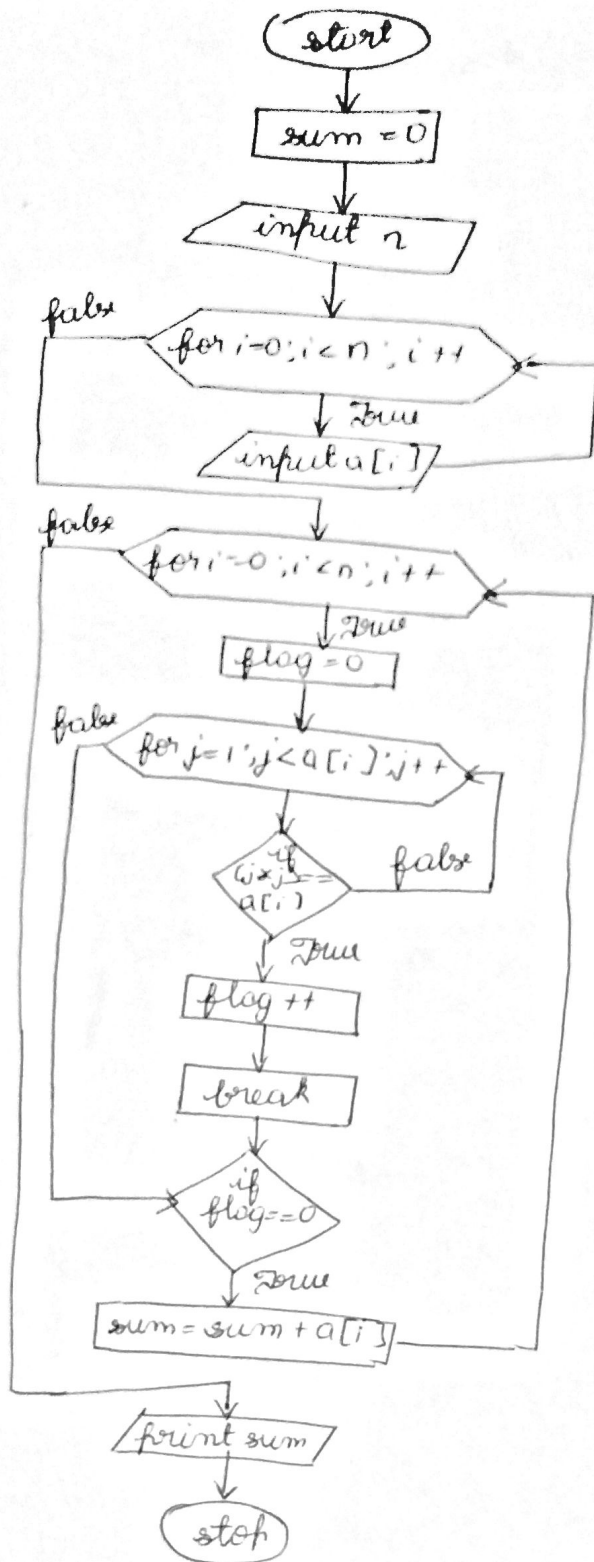 start
sum = 0
input n
false
for i=0; i<n; i++
True
input a[i]
false
for i=0; i<n; i++
True
flag = 0
false
for j=1; j<a[i]; j++
if
(j*j==
a[i])
false
True
flag ++
break
if
flag==0
True
sum = sum + a[i]
print sum
stop